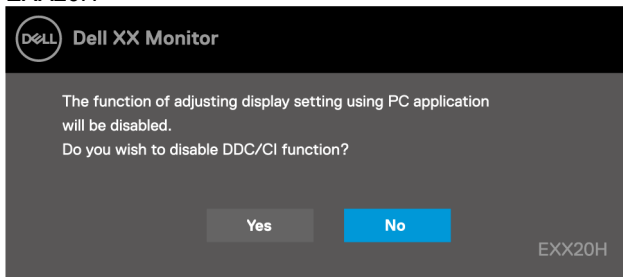 DELL Dell XX Monitor
The function of adjusting display setting using PC application
will be disabled.
Do you wish to disable DDC/CI function?
Yes No
EXX20H